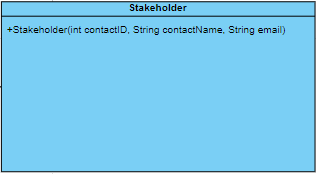 Stakeholder
+Stakeholder(int contactID, String contactName, String email)